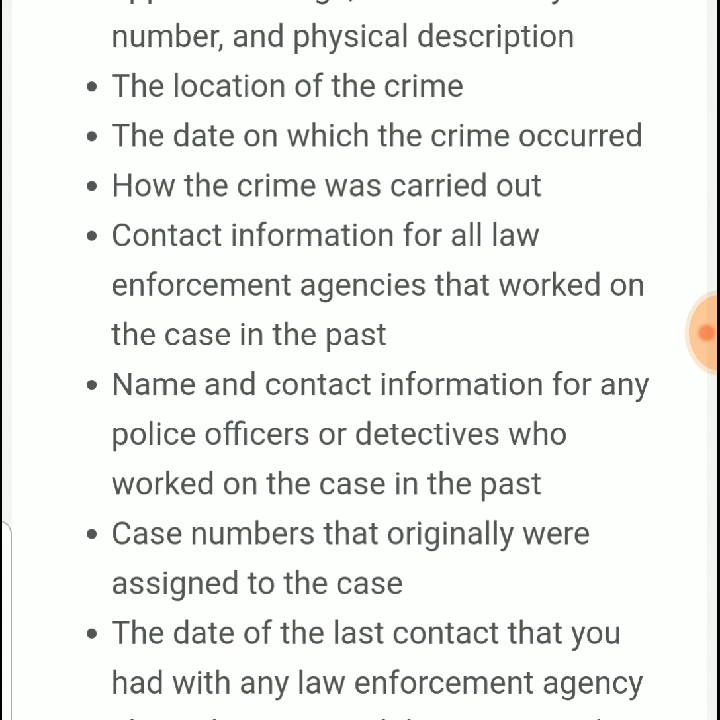 number, and physical description
• The location of the crime
• The date on which the crime occurred
• How the crime was carried out
• Contact information for all law
enforcement agencies that worked on
the case in the past
• Name and contact information for any
police officers or detectives who
worked on the case in the past
• Case numbers that originally were
assigned to the case
• The date of the last contact that you
had with any law enforcement agency